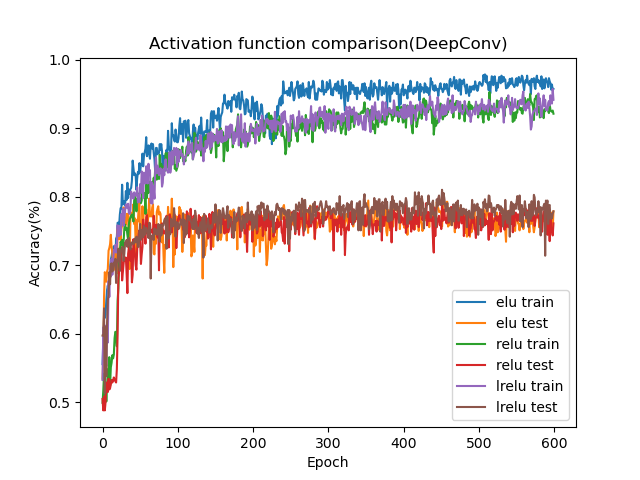 Activation function comparison(DeepConv)
1.0
0.9
0.8
0.7
0.6
0.5
Accuracy(%)
0 100 200 300 400 500 600
Epoch
elu train
elu test
relu train
relu test
lrelu train
lrelu test